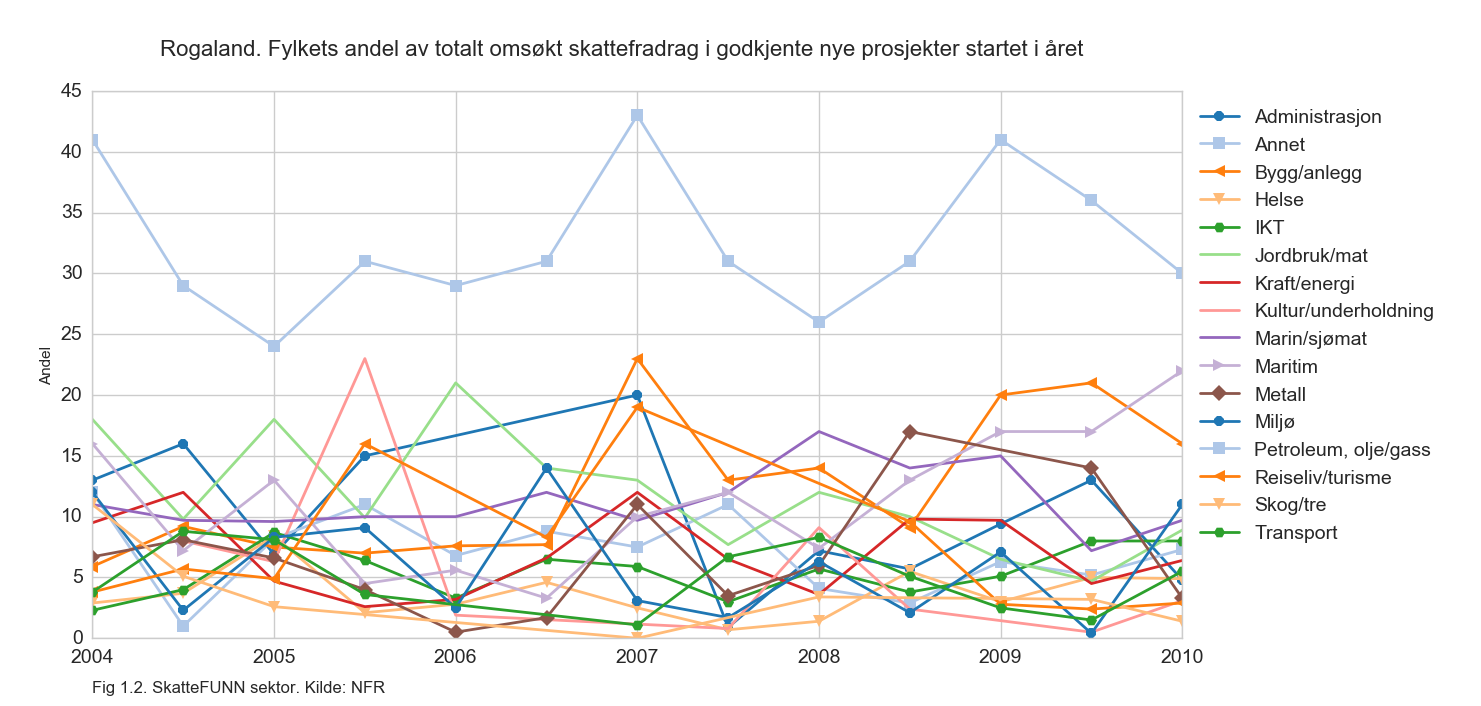 Rogaland. Fylkets andel av totalt omsøkt skattefradrag i godkjente nye prosjekter startet i året
45
40
35
30
25
20
15
10
5
0
Andel
2004 2005 2006 2007 2008 2009 2010
Administrasjon
Annet
Bygg/anlegg
Helse
IKT
Jordbruk/mat
Kraft/energi
Kultur/underholdning
Marin/sjømat
Maritim
Metall
Miljø
Petroleum, olje/gass
Reiseliv/turisme
Skog/tre
Transport
Fig 1.2. SkatteFUNN sektor. Kilde: NFR